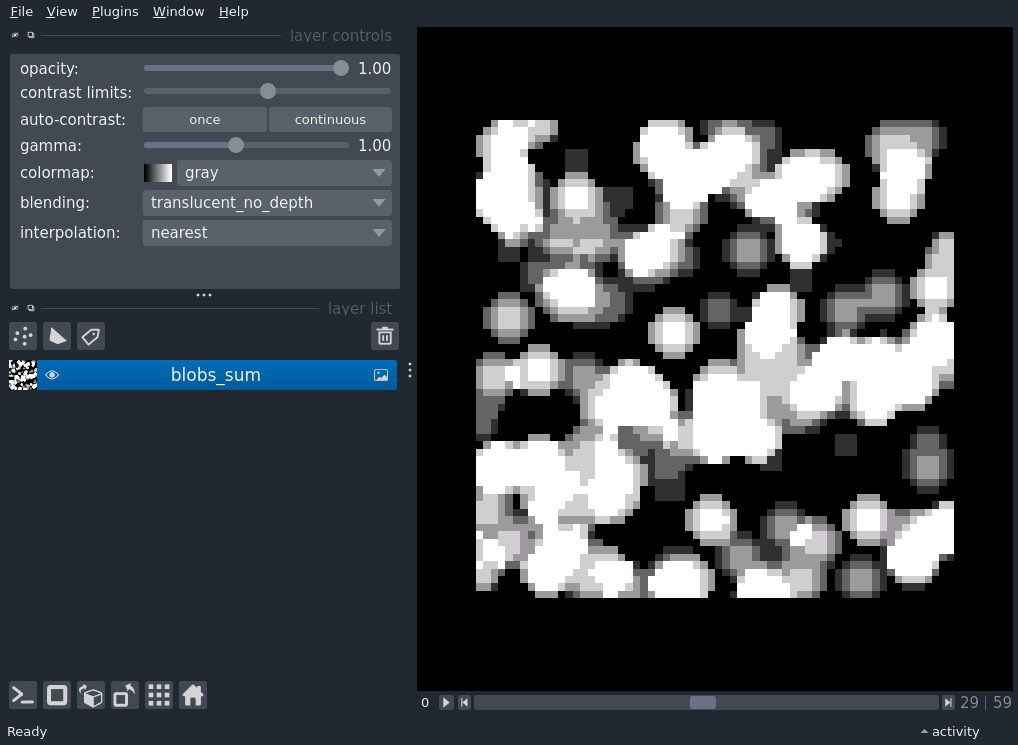 File View Plugins Window Help
layer controls
opacity: 1.00
contrast limits:
auto-contrast: once continuous
gamma: 1.00
colormap: gray
blending: translucent_no_depth
interpolation: nearest
layer list
blobs_sum
0 29 | 59
Ready activity